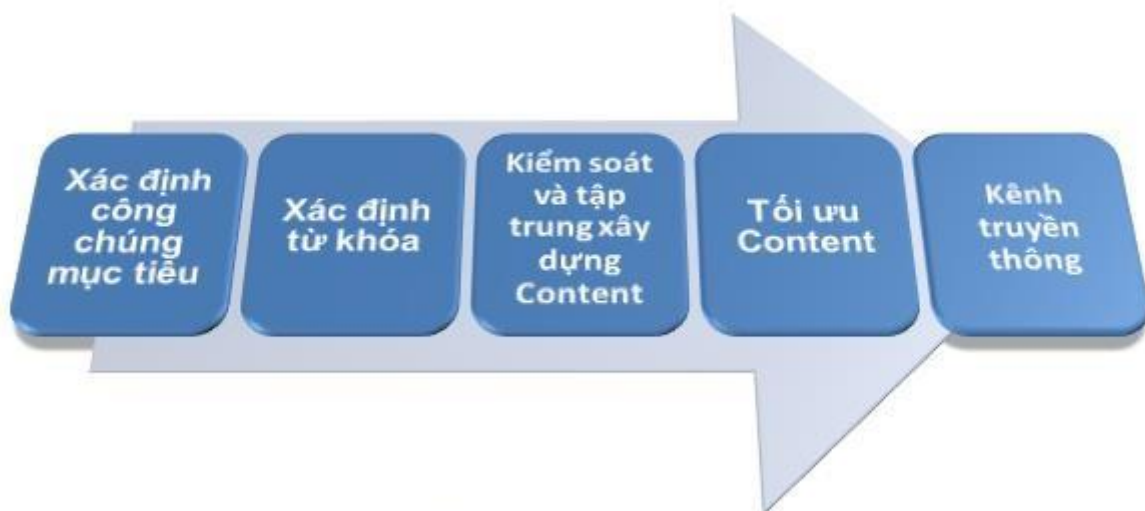 Xác định
công
chúng
mục tiêu
Xác định
từ khóa
Kiểm soát
và tập
trung xây
dựng
Content
Tối ưu
Content
Kênh
truyền
thông